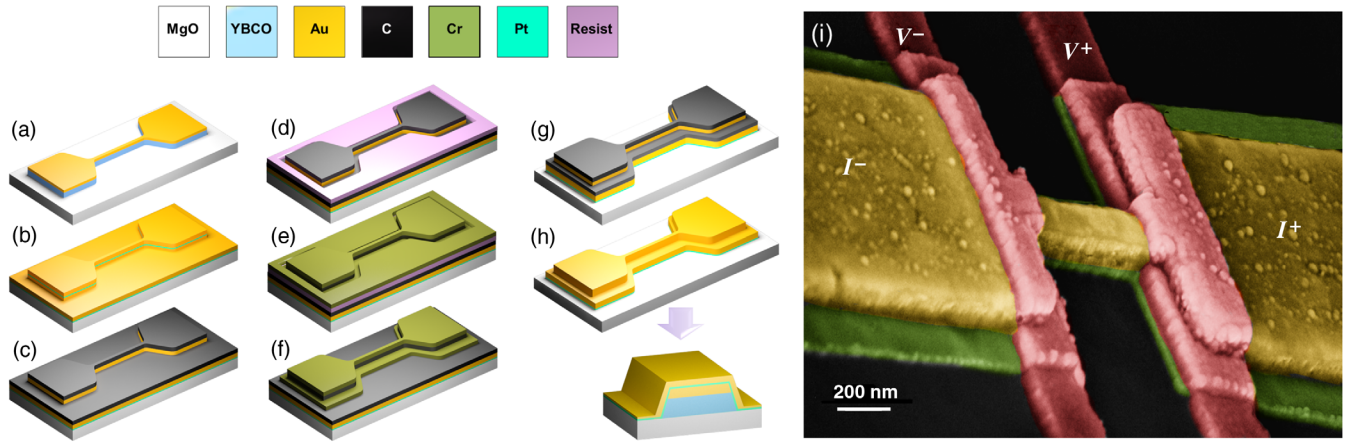 MgO YBCO Au C Cr Pt Resist
(a)
(b)
(c)
(d)
(e)
(f)
(g)
(h)
(i)
V− V+
I− I+
200 nm